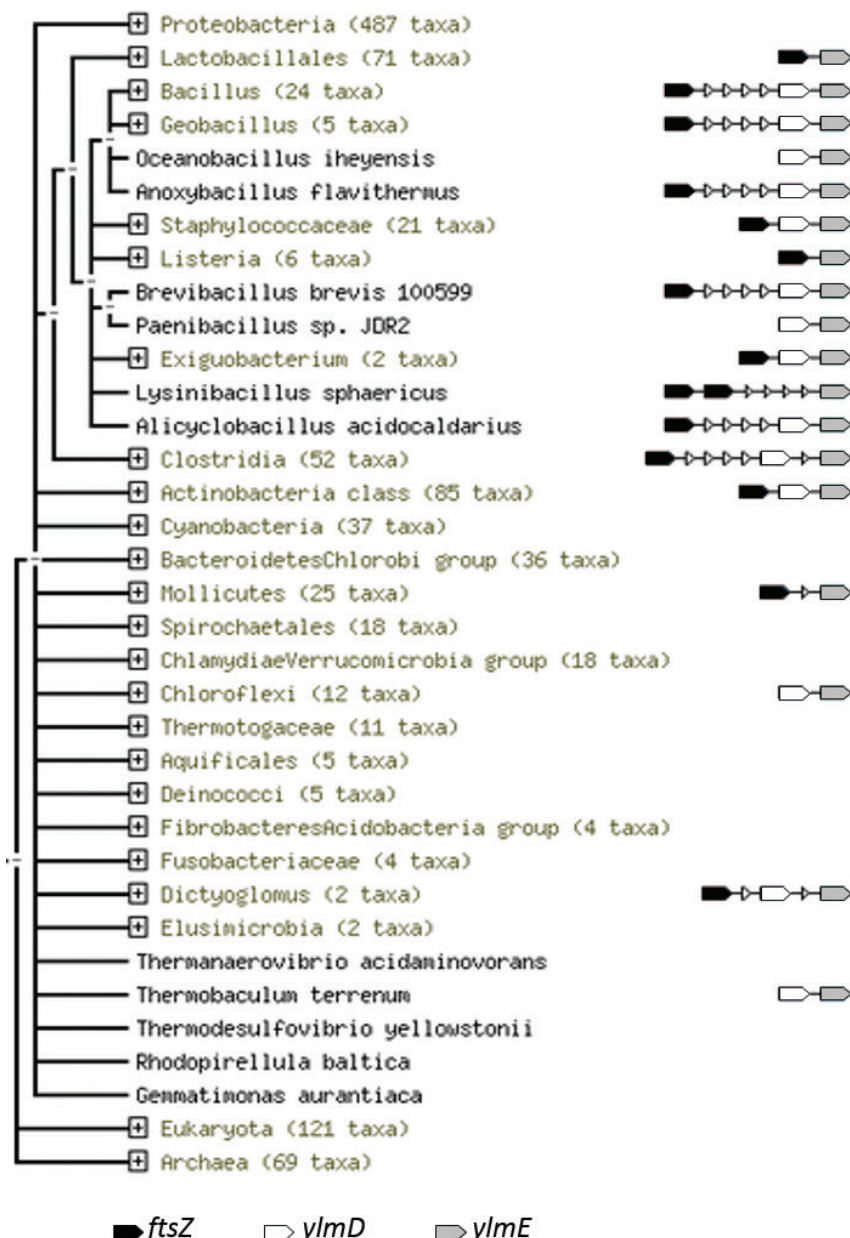 Proteobacteria (487 taxa)
Lactobacillales (71 taxa)
Bacillus (24 taxa)
Geobacillus (5 taxa)
Oceanobacillus iheyensis
Anoxybacillus flavithermus
Staphylococcaceae (21 taxa)
Listeria (6 taxa)
Brevibacillus brevis 100599
Paenibacillus sp. JDR2
Exiguobacterium (2 taxa)
Lysinibacillus sphaericus
Alicyclobacillus acidocaldarius
Clostridia (52 taxa)
Actinobacteria class (85 taxa)
Cyanobacteria (37 taxa)
BacteroidetesChlorobi group (36 taxa)
Mollicutes (25 taxa)
Spirochaetales (18 taxa)
ChlamydiaeVerrucomicrobia group (18 taxa)
Chloroflexi (12 taxa)
Thermotogaceae (11 taxa)
Aquificales (5 taxa)
Deinococci (5 taxa)
FibrobacteresAcidobacteria group (4 taxa)
Fusobacteriaceae (4 taxa)
Dictyoglomus (2 taxa)
Elusimicrobia (2 taxa)
Thermanaerovibrio acidaminovorans
Thermobaculum terrenum
Thermodesulfovibrio yellowstonii
Rhodopirellula baltica
Gemmatimonas aurantiaca
Eukaryota (121 taxa)
Archaea (69 taxa)
ftsZ ylmD ylmE